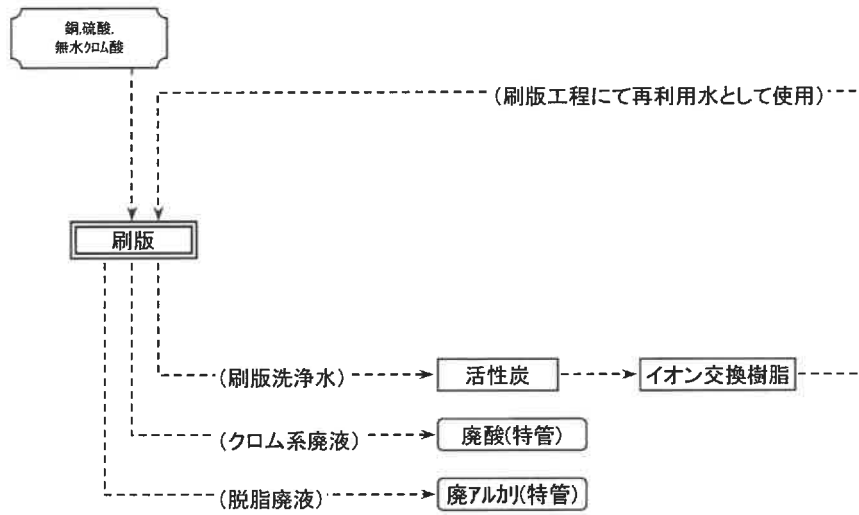 銅,硫酸,
無水クロム酸
(刷版工程にて再利用水として使用)
刷版
(刷版洗浄水)
活性炭
イオン交換樹脂
(クロム系廃液)
廃酸(特管)
(脱脂廃液)
廃アルカリ(特管)